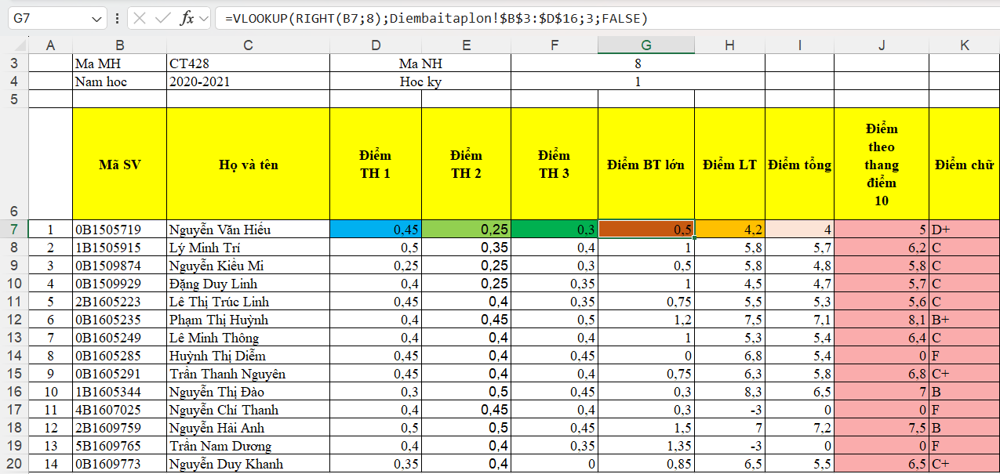 G7 fx =VLOOKUP(RIGHT(B7;8);Diembaitaplon!$B$3:$D$16;3;FALSE)
A B C D E F G H I J K
3 Ma MH CT428 Ma NH 8
4 Nam hoc 2020-2021 Hoc ky 1
5
6 Mã SV Họ và tên Điểm TH 1 Điểm TH 2 Điểm TH 3 Điểm BT lớn Điểm LT Điểm tổng Điểm theo thang điểm 10 Điểm chữ
7 1 0B1505719 Nguyễn Văn Hiếu 0,45 0,25 0,3 0,5 4,2 4 5 D+
8 2 1B1505915 Lý Minh Trí 0,5 0,35 0,4 1 5,8 5,7 6,2 C
9 3 0B1509874 Nguyễn Kiều Mi 0,25 0,25 0,3 0,5 5,8 4,8 5,8 C
10 4 0B1509929 Đặng Duy Linh 0,4 0,25 0,35 1 4,5 4,7 5,7 C
11 5 2B1605223 Lê Thị Trúc Linh 0,45 0,4 0,35 0,75 5,5 5,3 5,6 C
12 6 0B1605235 Phạm Thị Huỳnh 0,4 0,45 0,5 1,2 7,5 7,1 8,1 B+
13 7 0B1605249 Lê Minh Thông 0,4 0,4 0,4 1 5,3 5,4 6,4 C
14 8 0B1605285 Huỳnh Thị Diễm 0,45 0,4 0,45 0 6,8 5,4 0 F
15 9 0B1605291 Trần Thanh Nguyên 0,45 0,4 0,4 0,75 6,3 5,8 6,8 C+
16 10 1B1605344 Nguyễn Thị Đào 0,3 0,5 0,45 0,3 8,3 6,5 7 B
17 11 4B1607025 Nguyễn Chí Thanh 0,4 0,45 0,4 0,3 -3 0 0 F
18 12 2B1609759 Nguyễn Hải Anh 0,5 0,5 0,45 1,5 7 7,2 7,5 B
19 13 5B1609765 Trần Nam Dương 0,4 0,4 0,35 1,35 -3 0 0 F
20 14 0B1609773 Nguyễn Duy Khanh 0,35 0,4 0 0,85 6,5 5,5 6,5 C+